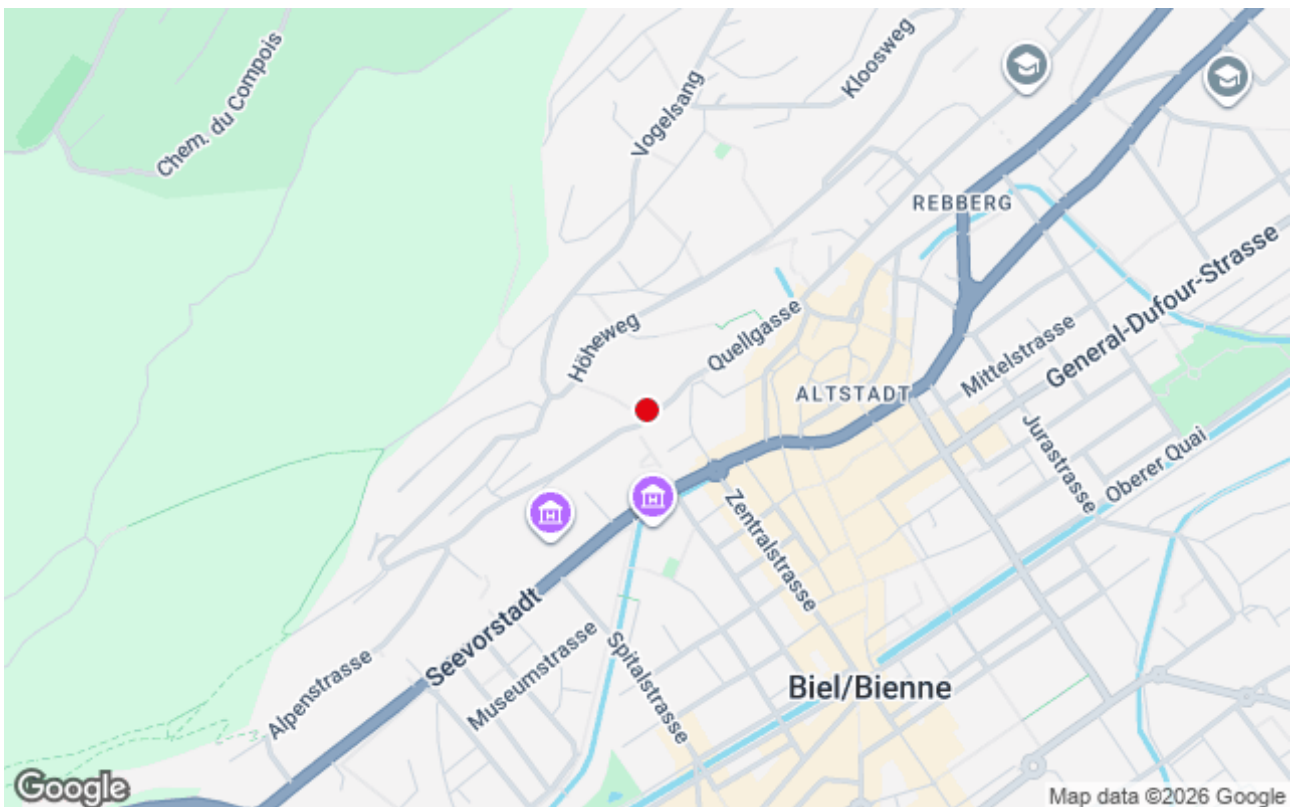 Chem. du Compois
Vogelsang
Kloosweg
REBBERG
General-Dufour-Strasse
Höheweg
Quellgasse
Mittelstrasse
ALTSTADT
Jurastrasse
Oberer Quai
Zentralstrasse
Seevorstadt
Museumstrasse
Spitalstrasse
Alpenstrasse
Biel/Bienne
H
H
Google
Map data ©2026 Google